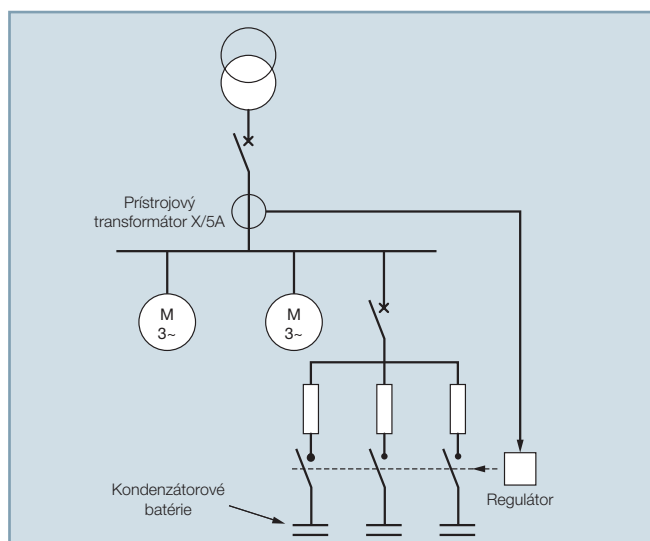 Prístrojový
transformátor X/5A
M
3~
M
3~
Regulátor
Kondenzátorové
batérie